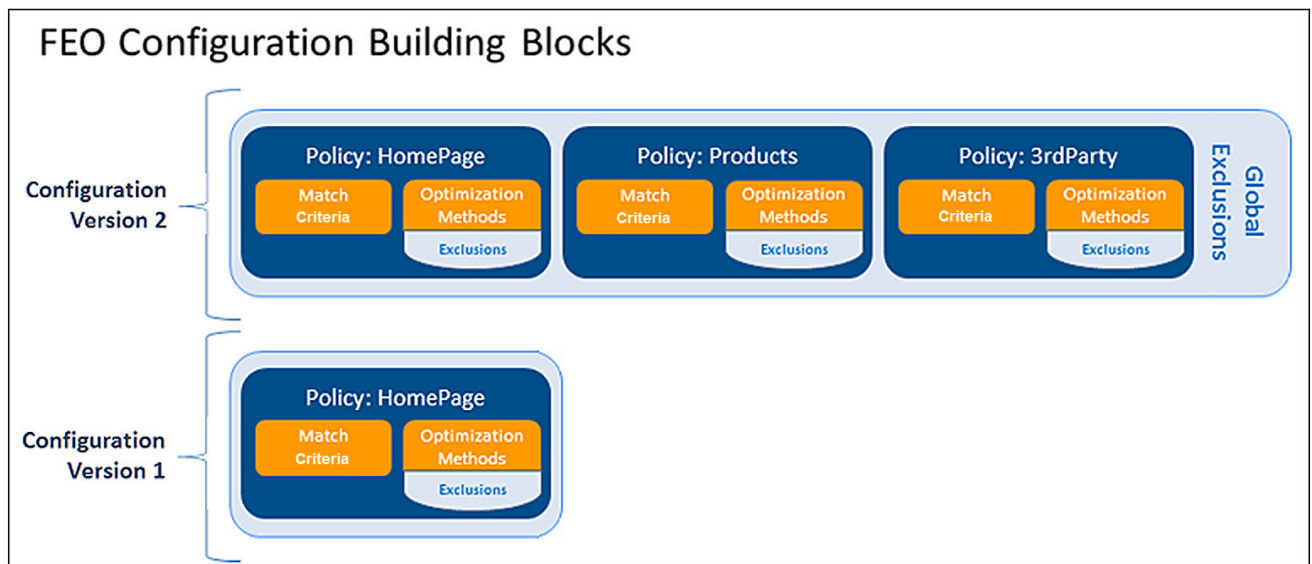 FEO Configuration Building Blocks
Configuration
Version 2
Policy: HomePage
Match
Criteria
Optimization
Methods
Exclusions
Policy: Products
Match
Criteria
Optimization
Methods
Exclusions
Policy: 3rdParty
Match
Criteria
Optimization
Methods
Exclusions
Global
Exclusions
Configuration
Version 1
Policy: HomePage
Match
Criteria
Optimization
Methods
Exclusions